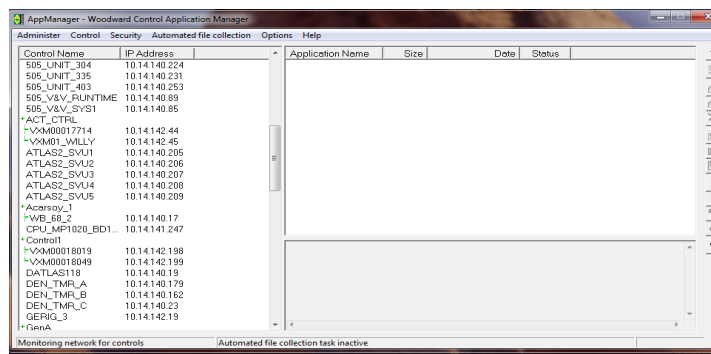 AppManager - Woodward Control Application Manager
Administer Control Security Automated file collection Options Help
Control Name IP Address Application Name Size Date Status
505_UNIT_304 10.14.140.224
505_UNIT_335 10.14.140.231
505_UNIT_403 10.14.140.253
505_V&V_RUNTIME 10.14.140.89
505_V&V_SYS1 10.14.140.85
+ACT_CTRL
VXM00017714 10.14.142.44
VXM01_WILLY 10.14.142.45
ATLAS2_SVU1 10.14.140.205
ATLAS2_SVU2 10.14.140.206
ATLAS2_SVU3 10.14.140.207
ATLAS2_SVU4 10.14.140.208
ATLAS2_SVU5 10.14.140.209
+Acarsoy_1
WB_68_2 10.14.140.17
CPU_MP1020_BD1... 10.14.141.247
+Control1
VXM00018019 10.14.142.198
VXM00018049 10.14.142.199
DATLAS118 10.14.140.19
DEN_TMR_A 10.14.140.179
DEN_TMR_B 10.14.140.162
DEN_TMR_C 10.14.140.23
GERIG_3 10.14.142.19
+GenA
Monitoring network for controls Automated file collection task inactive